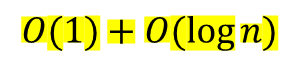 O(1) + O(log n)